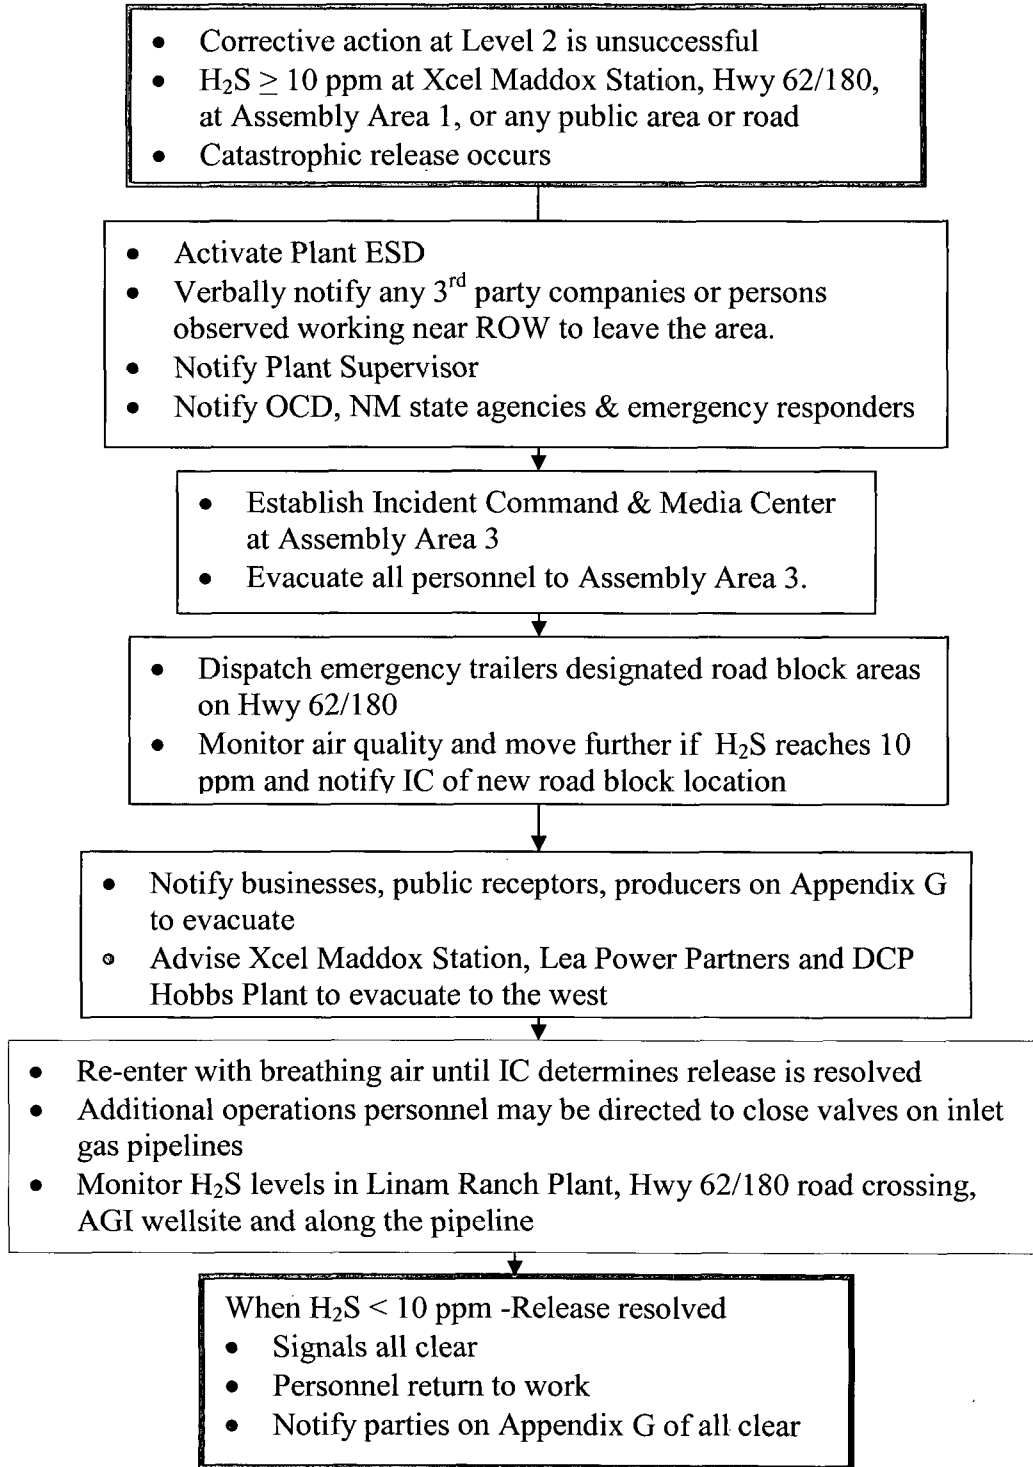 • Corrective action at Level 2 is unsuccessful
• H₂S ≥ 10 ppm at Xcel Maddox Station, Hwy 62/180,
at Assembly Area 1, or any public area or road
• Catastrophic release occurs
• Activate Plant ESD
• Verbally notify any 3rd party companies or persons
observed working near ROW to leave the area.
• Notify Plant Supervisor
• Notify OCD, NM state agencies & emergency responders
• Establish Incident Command & Media Center
at Assembly Area 3
• Evacuate all personnel to Assembly Area 3.
• Dispatch emergency trailers designated road block areas
on Hwy 62/180
• Monitor air quality and move further if H₂S reaches 10
ppm and notify IC of new road block location
• Notify businesses, public receptors, producers on Appendix G
to evacuate
• Advise Xcel Maddox Station, Lea Power Partners and DCP
Hobbs Plant to evacuate to the west
• Re-enter with breathing air until IC determines release is resolved
• Additional operations personnel may be directed to close valves on inlet
gas pipelines
• Monitor H₂S levels in Linam Ranch Plant, Hwy 62/180 road crossing,
AGI wellsite and along the pipeline
When H₂S < 10 ppm -Release resolved
• Signals all clear
• Personnel return to work
• Notify parties on Appendix G of all clear